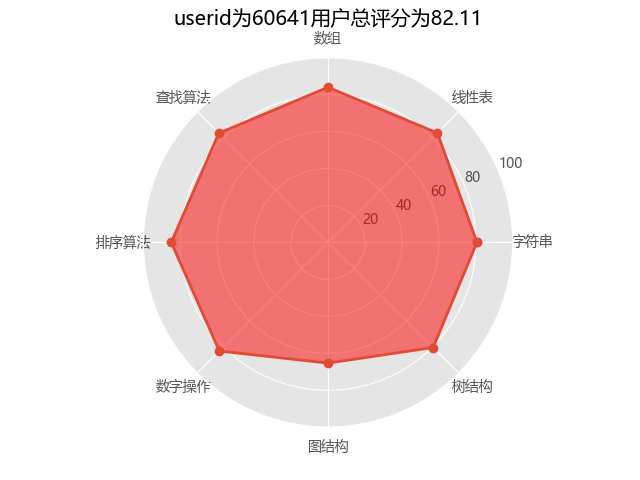 userid为60641用户总评分为82.11
数组
查找算法
线性表
100
80
60
40
20
排序算法
字符串
数字操作
树结构
图结构